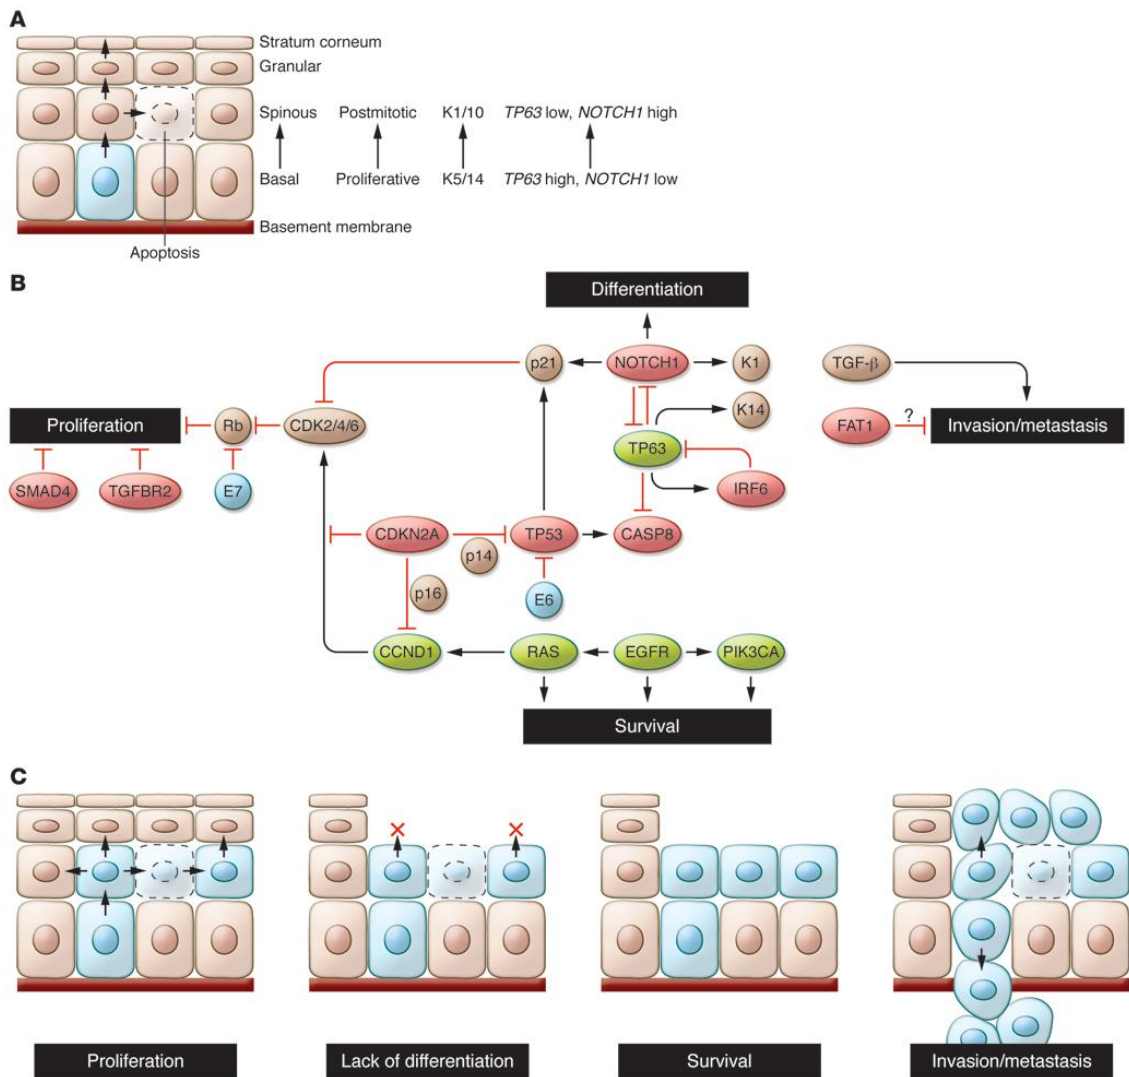 A
Stratum corneum
Granular
Spinous Postmitotic K1/10 TP63 low, NOTCH1 high
Basal Proliferative K5/14 TP63 high, NOTCH1 low
Basement membrane
Apoptosis
B
Differentiation
p21 NOTCH1 K1 TGF-β
K14
Proliferation Rb CDK2/4/6 FAT1 ? Invasion/metastasis
TP63
SMAD4 TGFBR2 E7 IRF6
CDKN2A TP53 CASP8
p14
p16 E6
CCND1 RAS EGFR PIK3CA
Survival
C
Proliferation Lack of differentiation Survival Invasion/metastasis